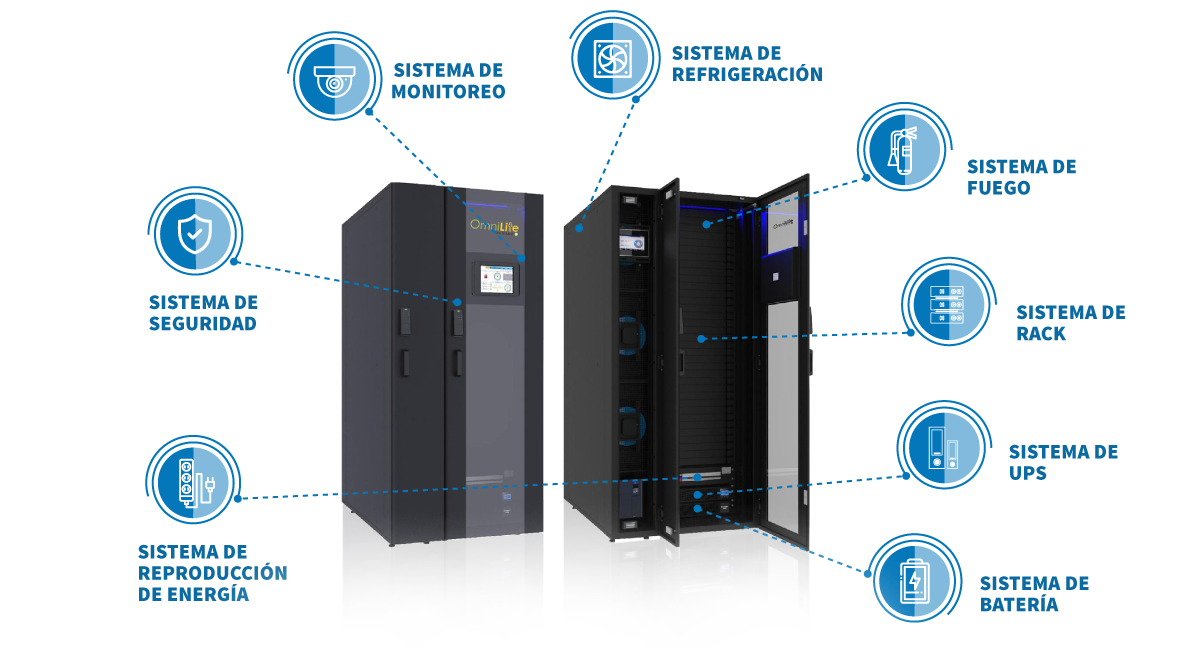 SISTEMA DE
MONITOREO
SISTEMA DE
REFRIGERACIÓN
SISTEMA DE
FUEGO
SISTEMA DE
SEGURIDAD
OmniLife
OmniLife
SISTEMA DE
RACK
SISTEMA DE
UPS
SISTEMA DE
REPRODUCCIÓN
DE ENERGÍA
SISTEMA DE
BATERÍA